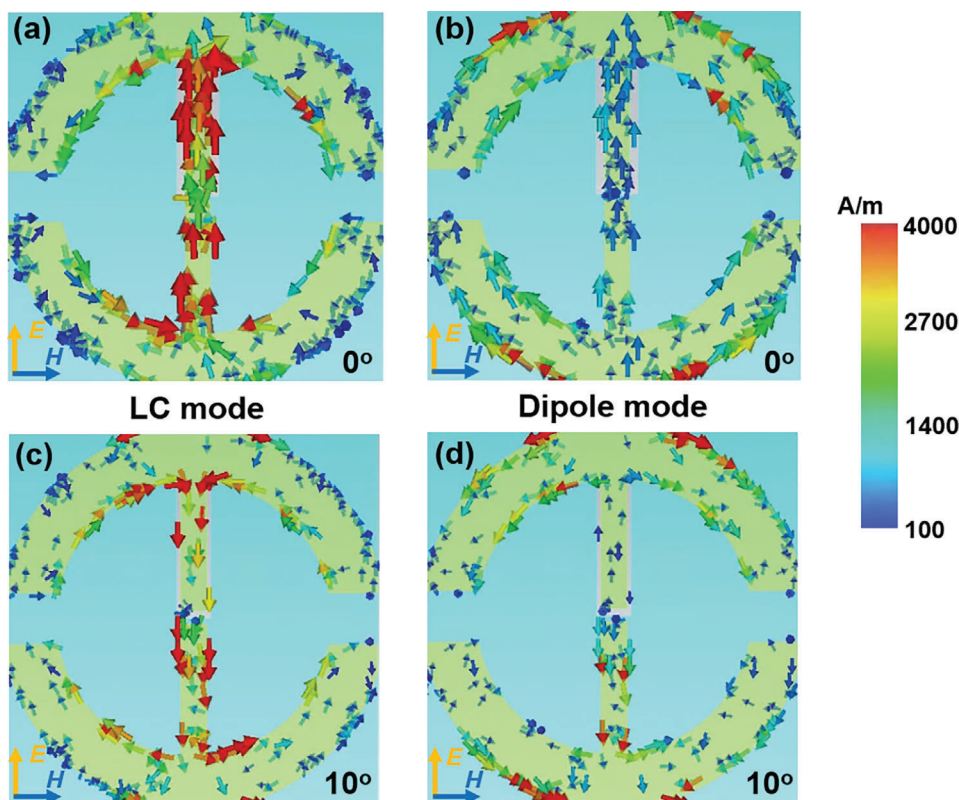 (a)
(b)
E
H
0°
E
H
0°
A/m
4000
2700
1400
100
LC mode
Dipole mode
(c)
(d)
E
H
10°
E
H
10°